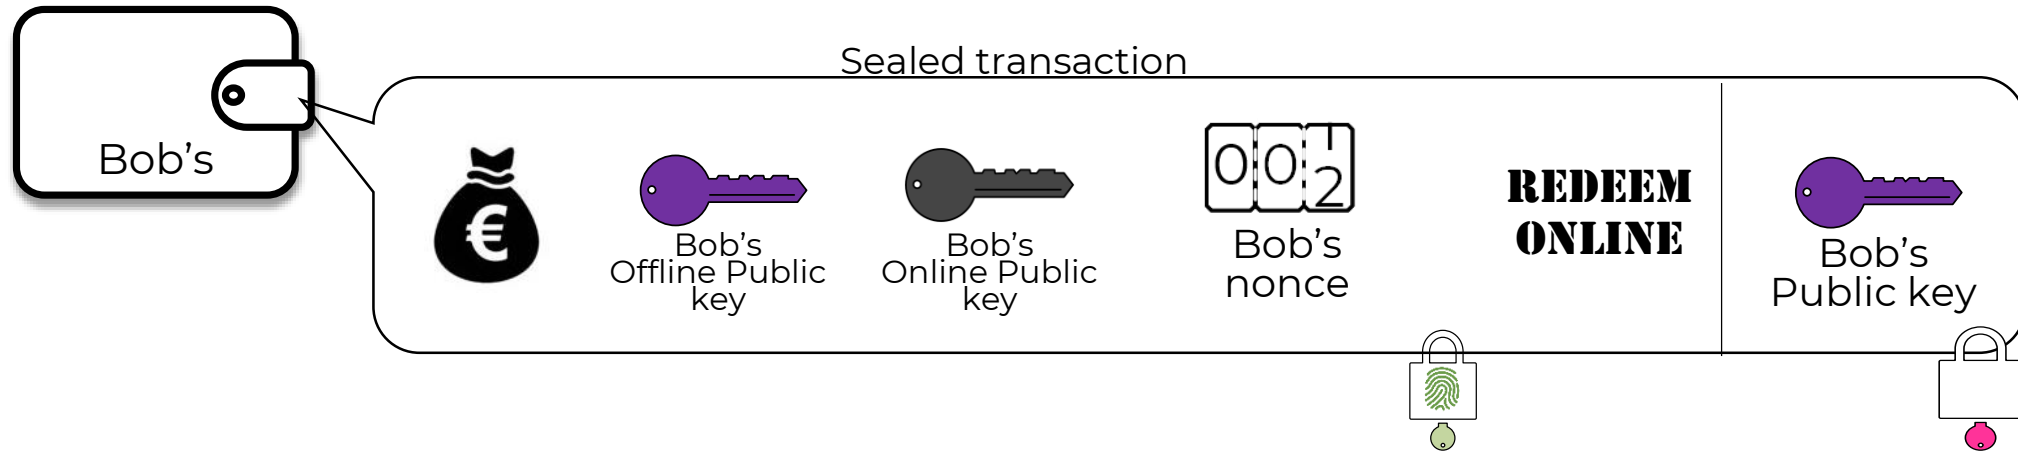 Sealed transaction
Bob's
€
Bob's
Offline Public
key
Bob's
Online Public
key
0 0 1
2
Bob's
nonce
REDEEM
ONLINE
Bob's
Public key